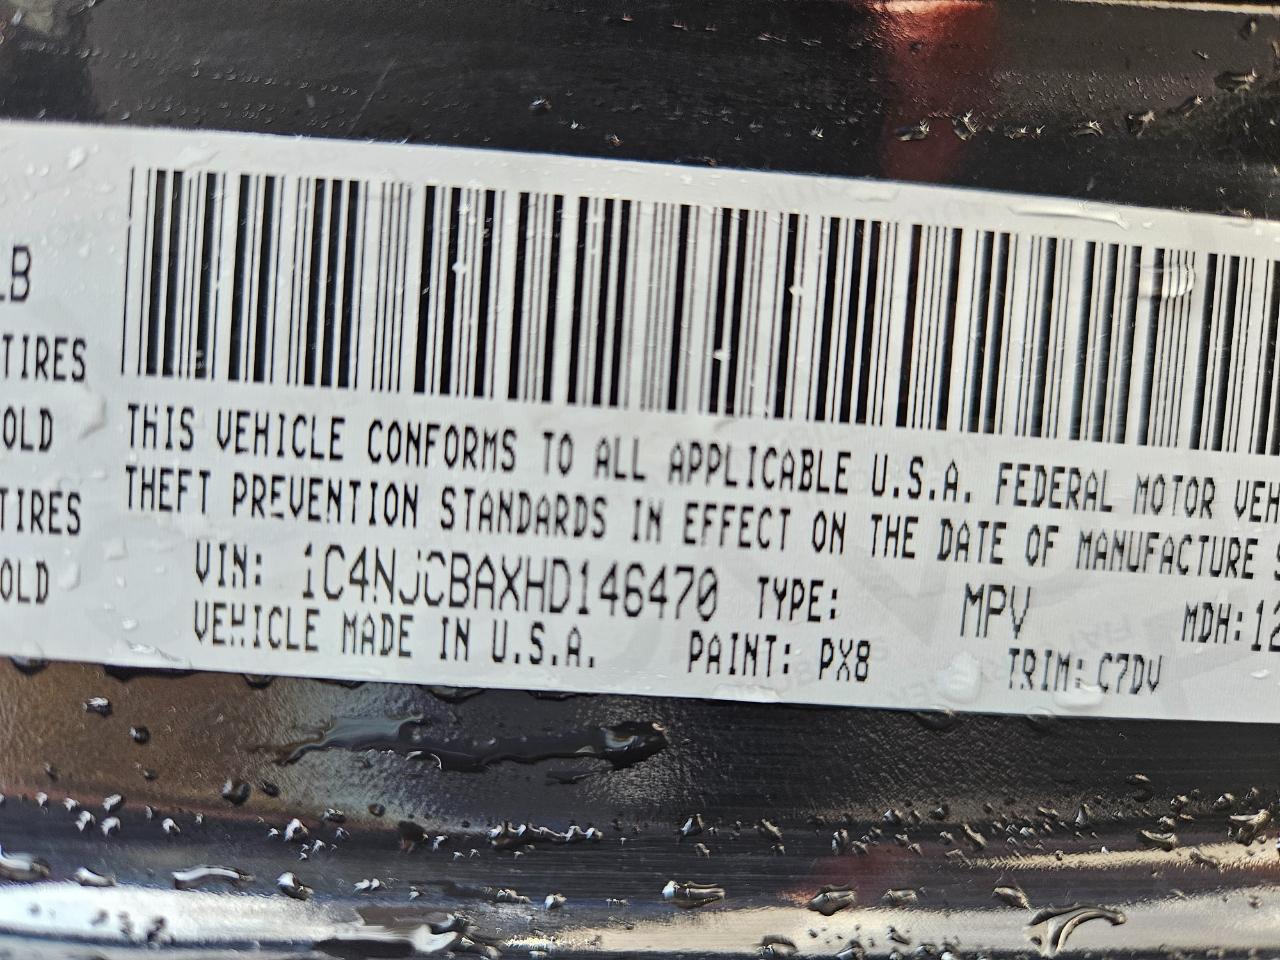 LB
TIRES
OLD
TIRES
OLD
THIS VEHICLE CONFORMS TO ALL APPLICABLE U.S.A. FEDERAL MOTOR VEH
THEFT PREVENTION STANDARDS IN EFFECT ON THE DATE OF MANUFACTURE S
VIN: 1C4NJCBAXHD146470 TYPE: MPV MDH:12
VEHICLE MADE IN U.S.A. PAINT: PX8 TRIM: C7DV